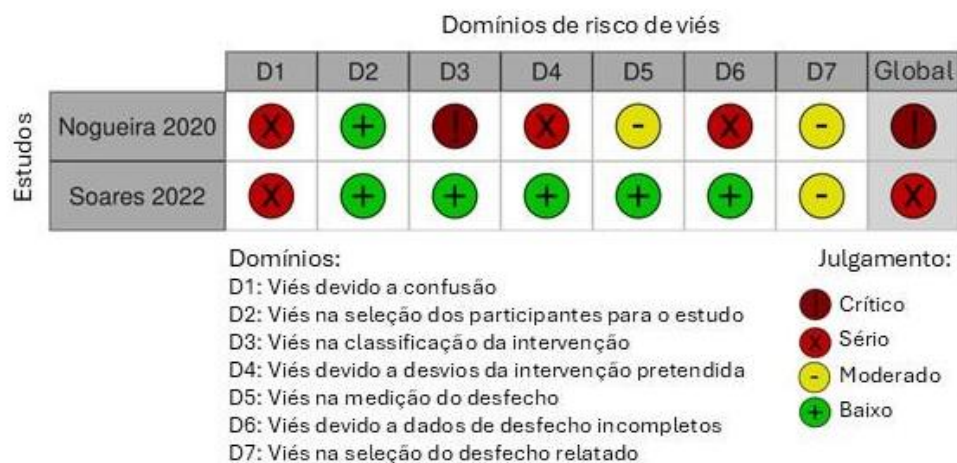 Domínios de risco de viés
D1 D2 D3 D4 D5 D6 D7 Global
Estudos
Nogueira 2020 X + ! X - X - !
Soares 2022 X + + + + + - X
Domínios:
D1: Viés devido a confusão
D2: Viés na seleção dos participantes para o estudo
D3: Viés na classificação da intervenção
D4: Viés devido a desvios da intervenção pretendida
D5: Viés na medição do desfecho
D6: Viés devido a dados de desfecho incompletos
D7: Viés na seleção do desfecho relatado
Julgamento:
! Crítico
X Sério
- Moderado
+ Baixo